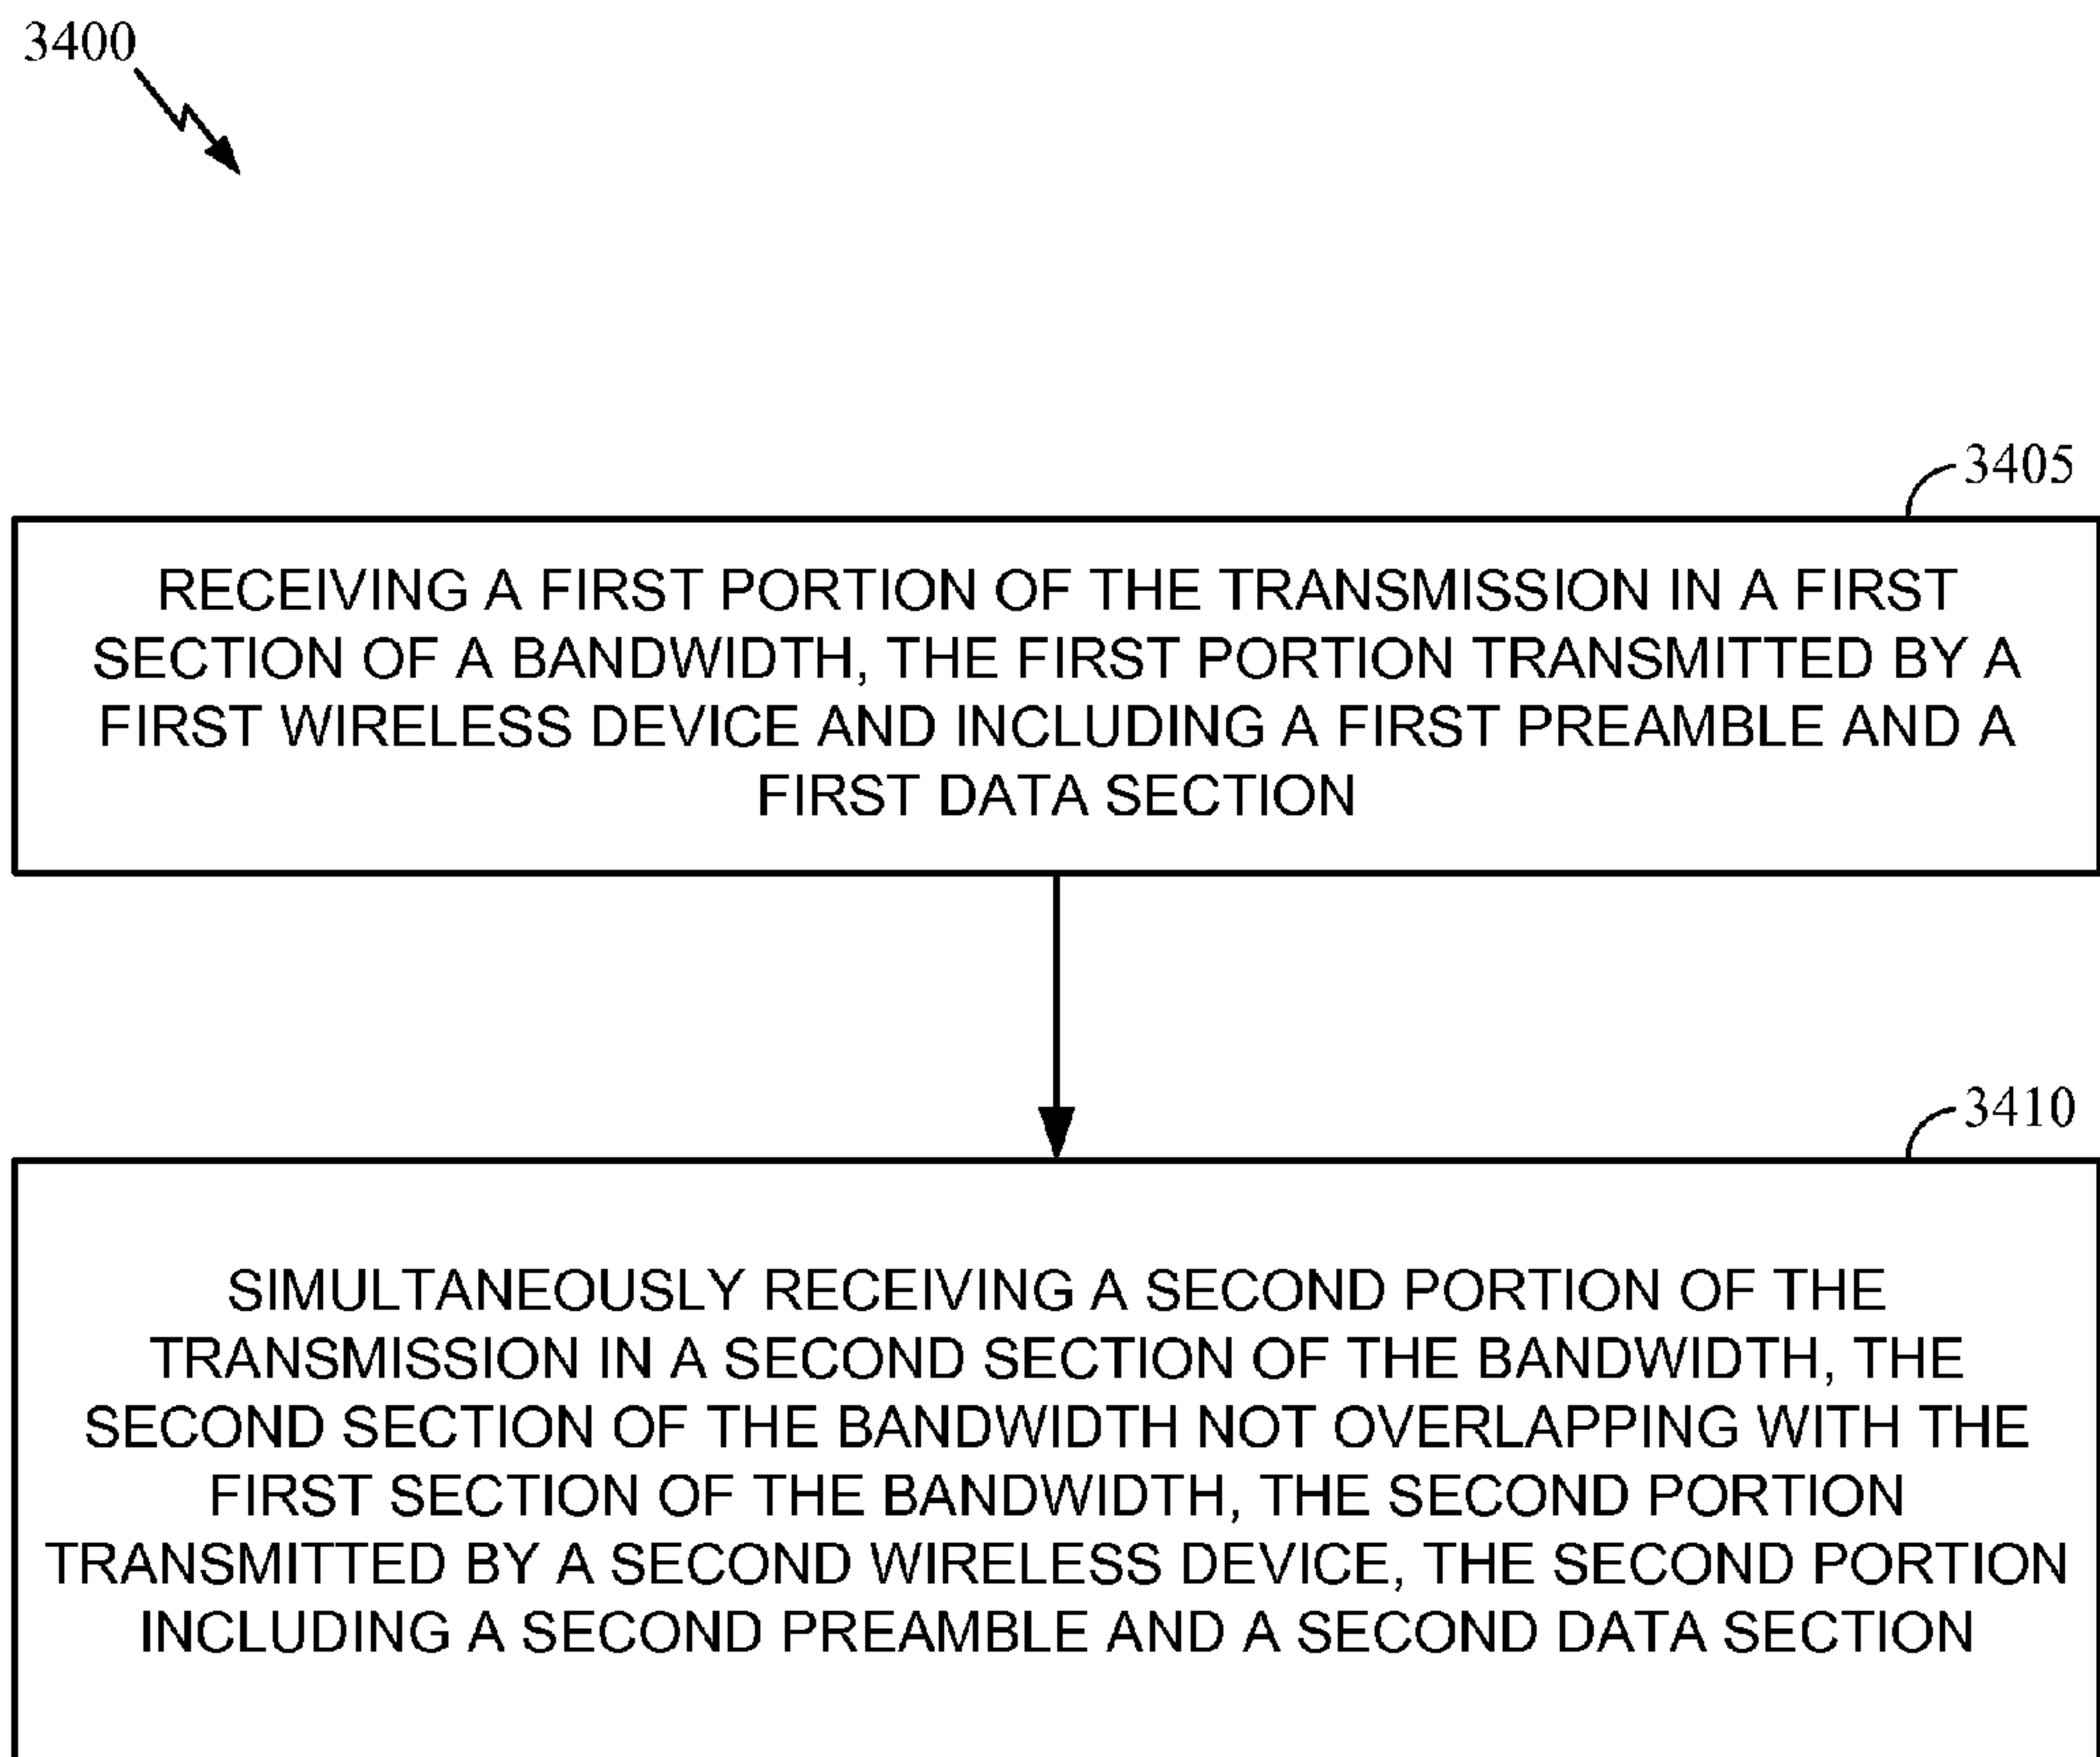 3400
3405
RECEIVING A FIRST PORTION OF THE TRANSMISSION IN A FIRST
SECTION OF A BANDWIDTH, THE FIRST PORTION TRANSMITTED BY A
FIRST WIRELESS DEVICE AND INCLUDING A FIRST PREAMBLE AND A
FIRST DATA SECTION
3410
SIMULTANEOUSLY RECEIVING A SECOND PORTION OF THE
TRANSMISSION IN A SECOND SECTION OF THE BANDWIDTH, THE
SECOND SECTION OF THE BANDWIDTH NOT OVERLAPPING WITH THE
FIRST SECTION OF THE BANDWIDTH, THE SECOND PORTION
TRANSMITTED BY A SECOND WIRELESS DEVICE, THE SECOND PORTION
INCLUDING A SECOND PREAMBLE AND A SECOND DATA SECTION